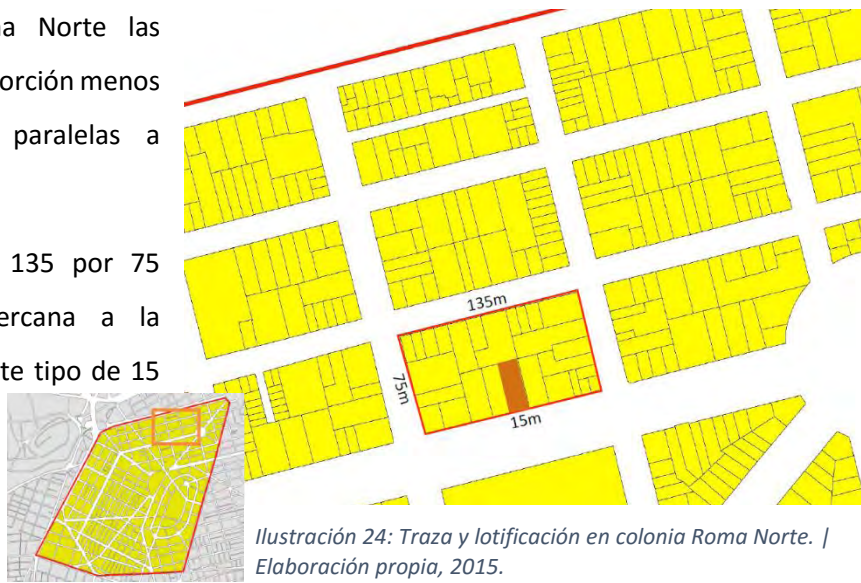 na Norte las
orción menos
paralelas a
135 por 75
ercana a la
te tipo de 15
135m
75m
15m
Ilustración 24: Traza y lotificación en colonia Roma Norte. |
Elaboración propia, 2015.